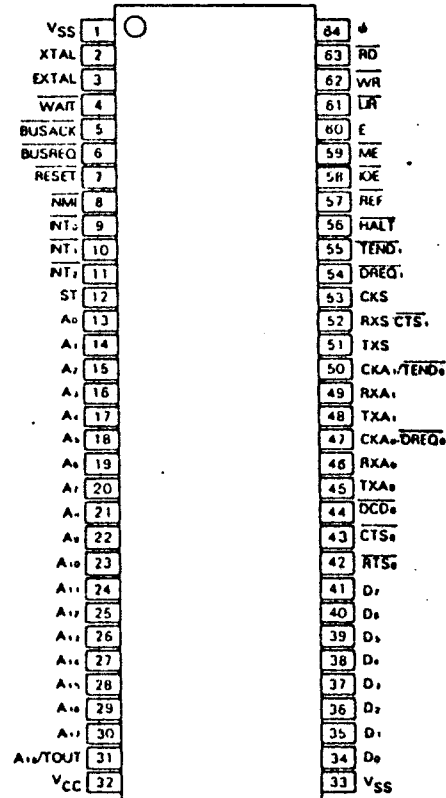 VSS 1 64 φ
XTAL 2 63 RD
EXTAL 3 62 WR
WAIT 4 61 LIR
BUSACK 5 60 E
BUSREQ 6 59 ME
RESET 7 58 IOE
NMI 8 57 REF
INT0 9 56 HALT
INT1 10 55 TEND1
INT2 11 54 DREQ1
ST 12 53 CKS
A0 13 52 RXS CTS1
A1 14 51 TXS
A2 15 50 CKA1/TEND0
A3 16 49 RXA1
A4 17 48 TXA1
A5 18 47 CKA0/DREQ0
A6 19 46 RXA0
A7 20 45 TXA0
A8 21 44 DCD0
A9 22 43 CTS0
A10 23 42 RTS0
A11 24 41 D7
A12 25 40 D6
A13 26 39 D5
A14 27 38 D4
A15 28 37 D3
A16 29 36 D2
A17 30 35 D1
A18/TOUT 31 34 D0
VCC 32 33 VSS